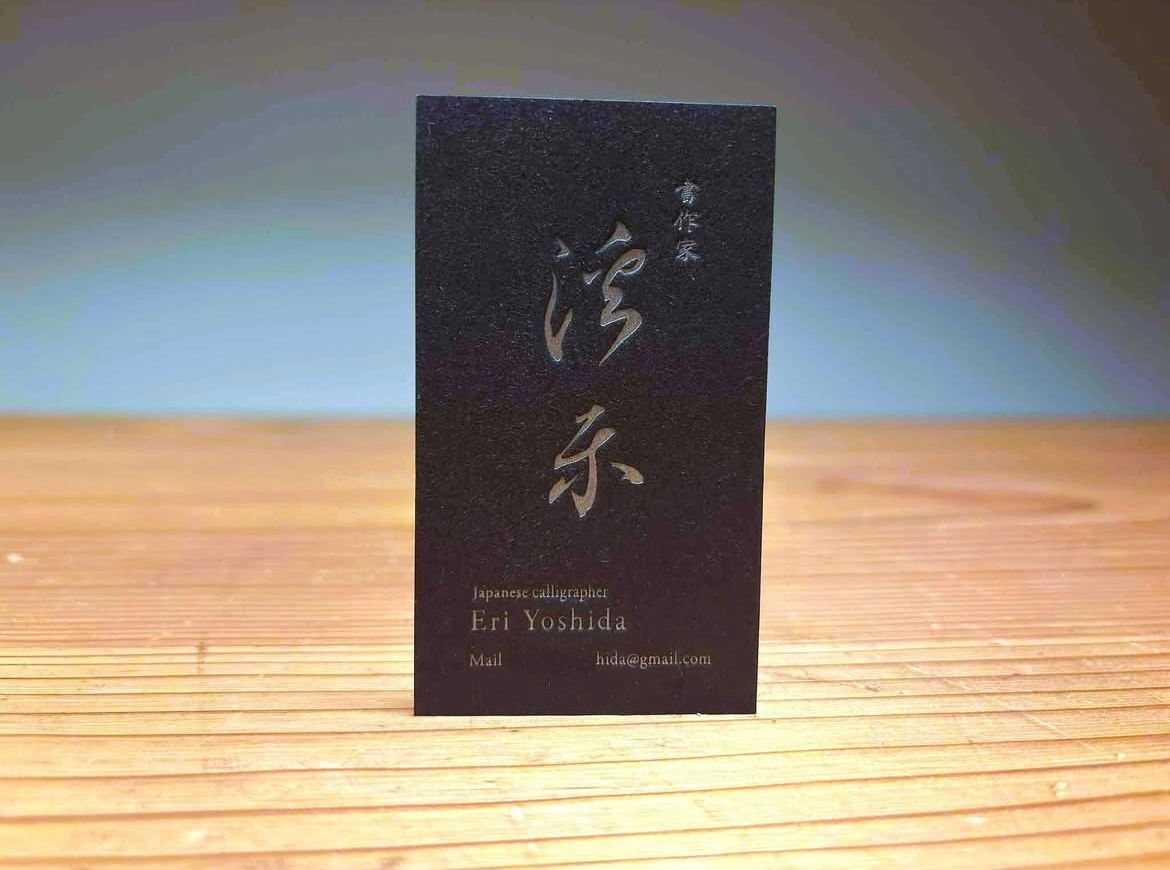 書作家
Japanese calligrapher
Eri Yoshida
Mail hida@gmail.com